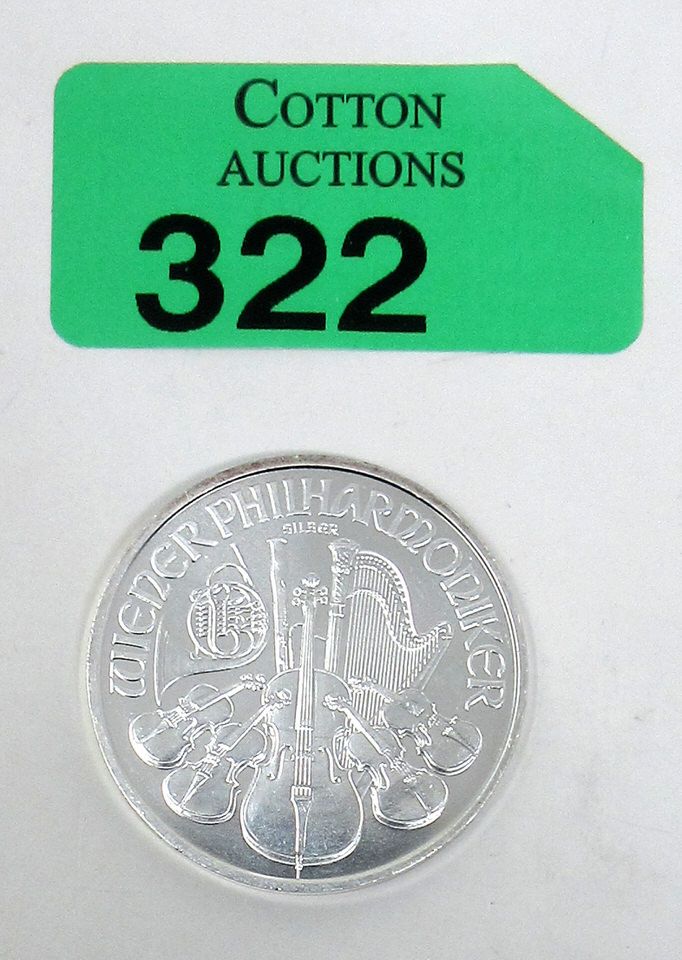 COTTON
AUCTIONS
322
WIENER PHILHARMONIKER
SILBER